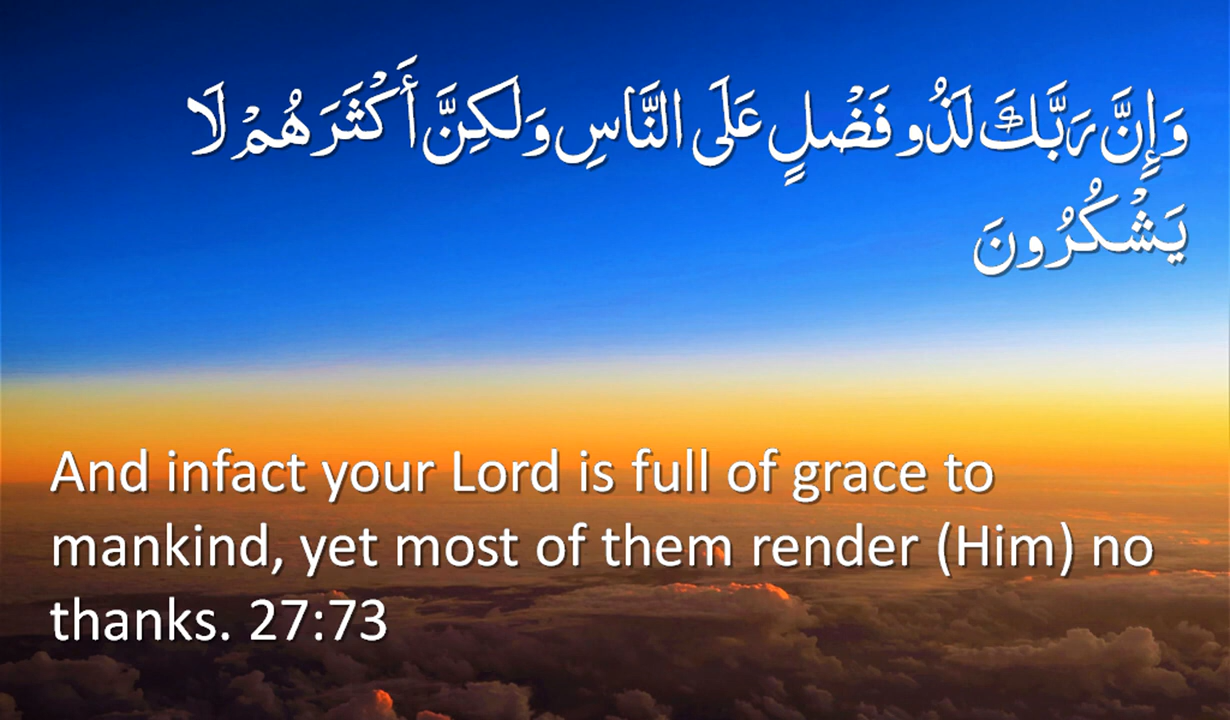 وَإِنَّ رَبَّكَ لَذُو فَضْلٍ عَلَى النَّاسِ وَلَكِنَّ أَكْثَرَهُمْ لَا
يَشْكُرُونَ
And infact your Lord is full of grace to
mankind, yet most of them render (Him) no
thanks. 27:73